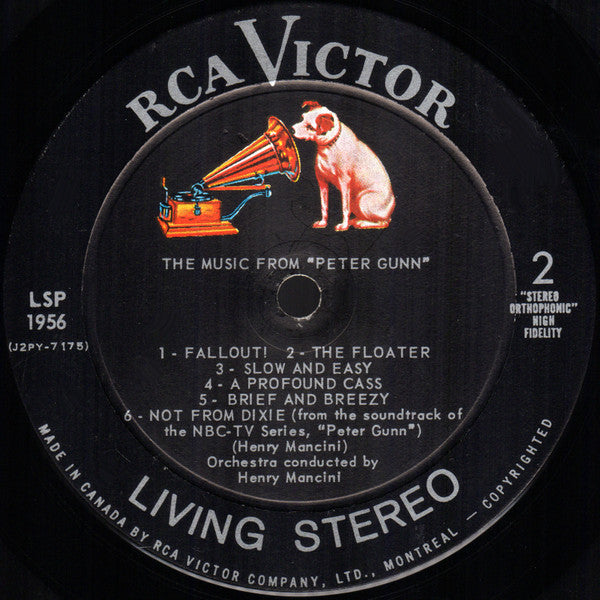 RCA VICTOR
THE MUSIC FROM "PETER GUNN"
LSP
1956
(J2PY-7175)
2
"STEREO
ORTHOPHONIC"
HIGH
FIDELITY
1 - FALLOUT! 2 - THE FLOATER
3 - SLOW AND EASY
4 - A PROFOUND CASS
5 - BRIEF AND BREEZY
6 - NOT FROM DIXIE (from the soundtrack of
the NBC-TV Series, "Peter Gunn")
(Henry Mancini)
Orchestra conducted by
Henry Mancini
LIVING STEREO
MADE IN CANADA BY RCA VICTOR COMPANY, LTD., MONTREAL — COPYRIGHTED